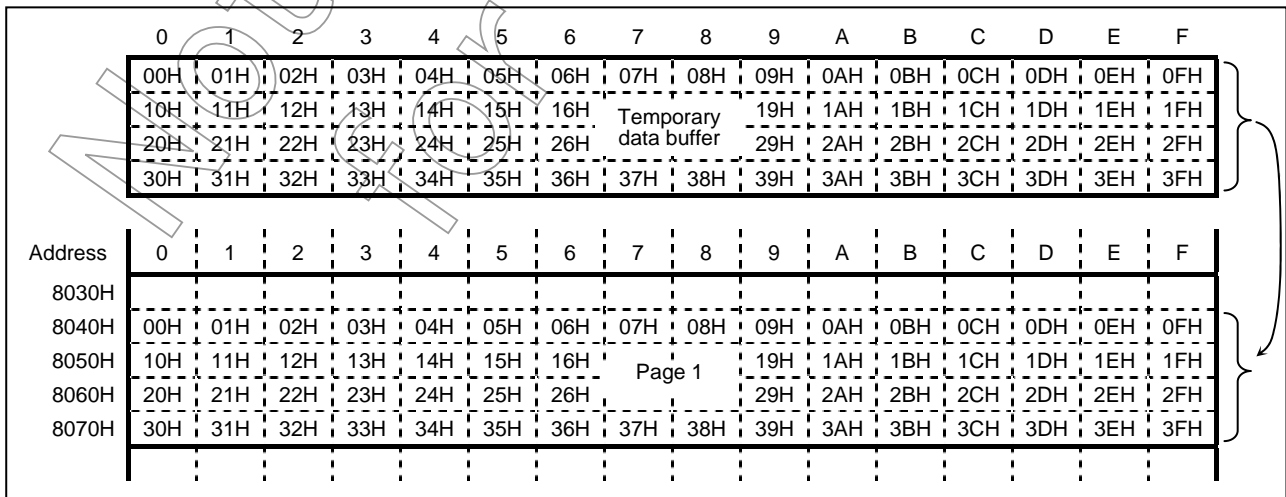 0 1 2 3 4 5 6 7 8 9 A B C D E F
00H 01H 02H 03H 04H 05H 06H 07H 08H 09H 0AH 0BH 0CH 0DH 0EH 0FH
10H 11H 12H 13H 14H 15H 16H Temporary 19H 1AH 1BH 1CH 1DH 1EH 1FH
20H 21H 22H 23H 24H 25H 26H data buffer 29H 2AH 2BH 2CH 2DH 2EH 2FH
30H 31H 32H 33H 34H 35H 36H 37H 38H 39H 3AH 3BH 3CH 3DH 3EH 3FH
Address 0 1 2 3 4 5 6 7 8 9 A B C D E F
8030H
8040H 00H 01H 02H 03H 04H 05H 06H 07H 08H 09H 0AH 0BH 0CH 0DH 0EH 0FH
8050H 10H 11H 12H 13H 14H 15H 16H Page 1 19H 1AH 1BH 1CH 1DH 1EH 1FH
8060H 20H 21H 22H 23H 24H 25H 26H 29H 2AH 2BH 2CH 2DH 2EH 2FH
8070H 30H 31H 32H 33H 34H 35H 36H 37H 38H 39H 3AH 3BH 3CH 3DH 3EH 3FH
Not
for